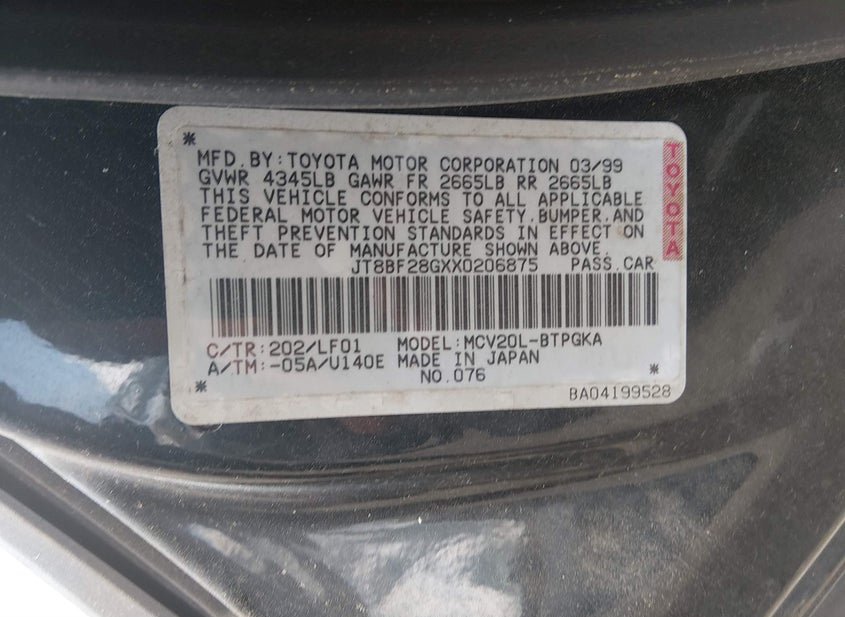 MFD.BY:TOYOTA MOTOR CORPORATION 03/99
GVWR 4345LB GAWR FR 2665LB RR 2665LB
THIS VEHICLE CONFORMS TO ALL APPLICABLE
FEDERAL MOTOR VEHICLE SAFETY.BUMPER.AND
THEFT PREVENTION STANDARDS IN EFFECT ON
THE DATE OF MANUFACTURE SHOWN ABOVE.
JT8BF28GXX0206875 PASS.CAR
C/TR:202/LF01 MODEL:MCV20L-BTPGKA
A/TM:-05A/U140E MADE IN JAPAN
NO.076
BA04199528
TOYOTA